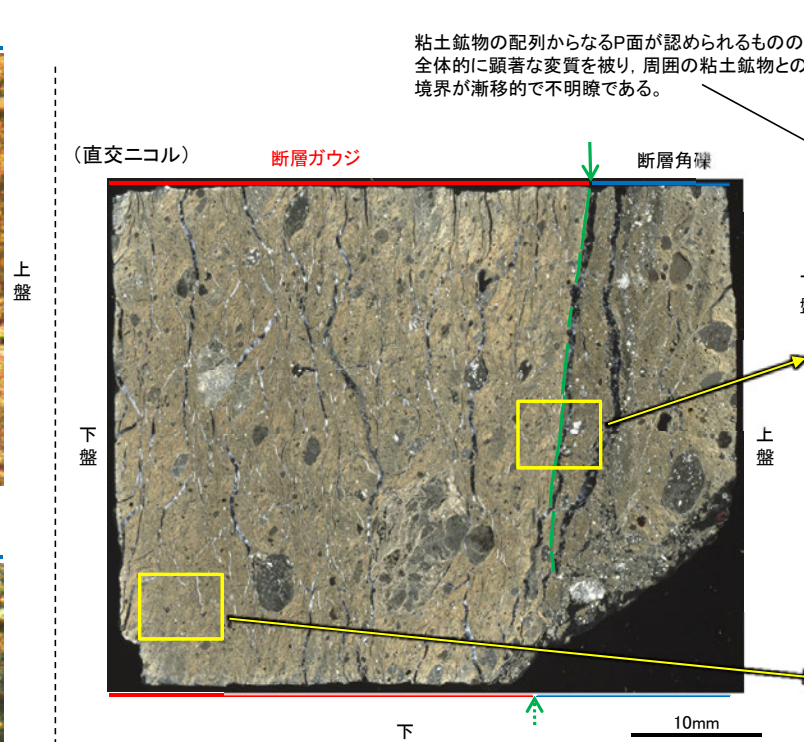 粘土鉱物の配列からなるP面が認められるものの
全体的に顕著な変質を被り，周囲の粘土鉱物との
境界が漸移的で不明瞭である。
（直交ニコル）
断層ガウジ
断層角礫
上盤
下盤
上盤
下
10mm